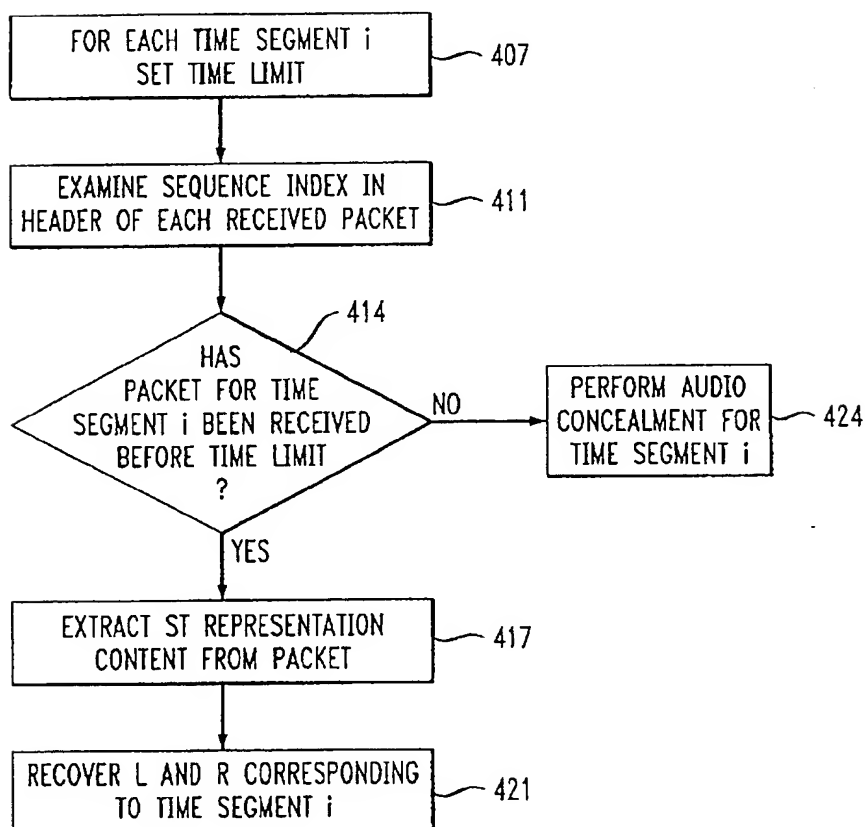 FOR EACH TIME SEGMENT i
SET TIME LIMIT
407
EXAMINE SEQUENCE INDEX IN
HEADER OF EACH RECEIVED PACKET
411
414
HAS
PACKET FOR TIME
SEGMENT i BEEN RECEIVED
BEFORE TIME LIMIT
?
NO
PERFORM AUDIO
CONCEALMENT FOR
TIME SEGMENT i
424
YES
EXTRACT ST REPRESENTATION
CONTENT FROM PACKET
417
RECOVER L AND R CORRESPONDING
TO TIME SEGMENT i
421